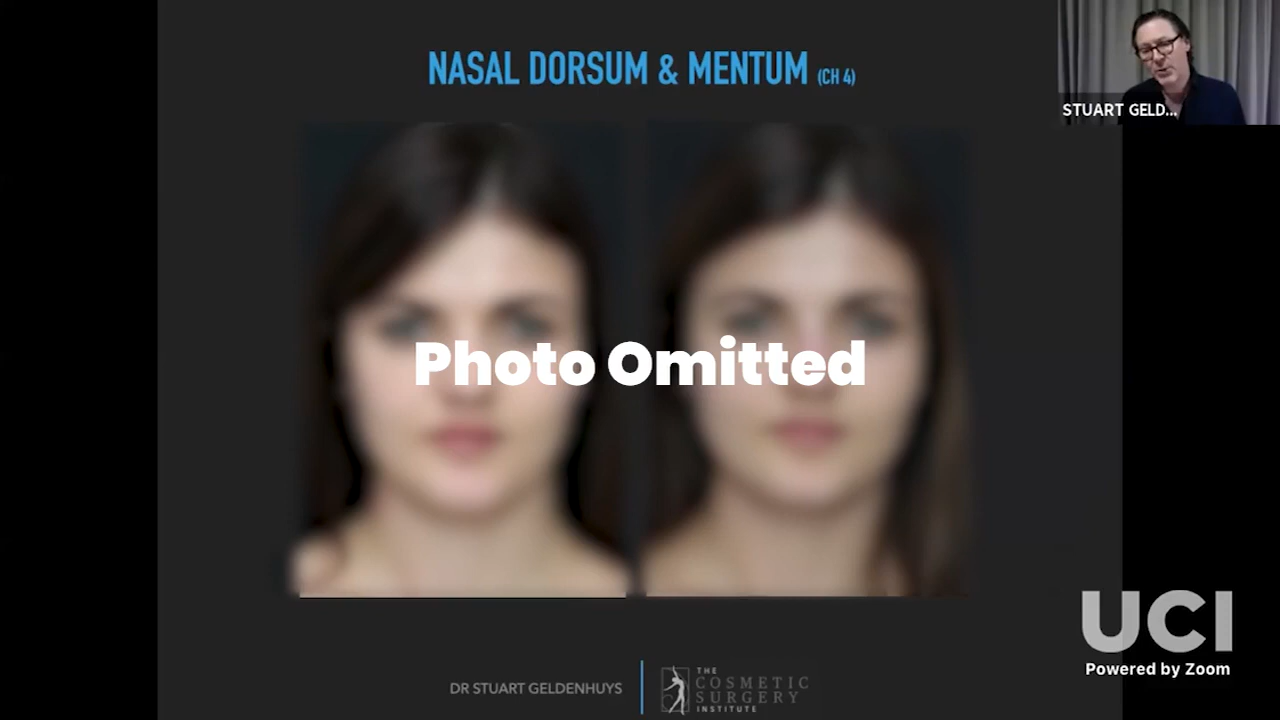 NASAL DORSUM & MENTUM (CH 4)
STUART GELD...
Photo Omitted
UCI
Powered by Zoom
DR STUART GELDENHUYS
THE
COSMETIC
SURGERY
INSTITUTE